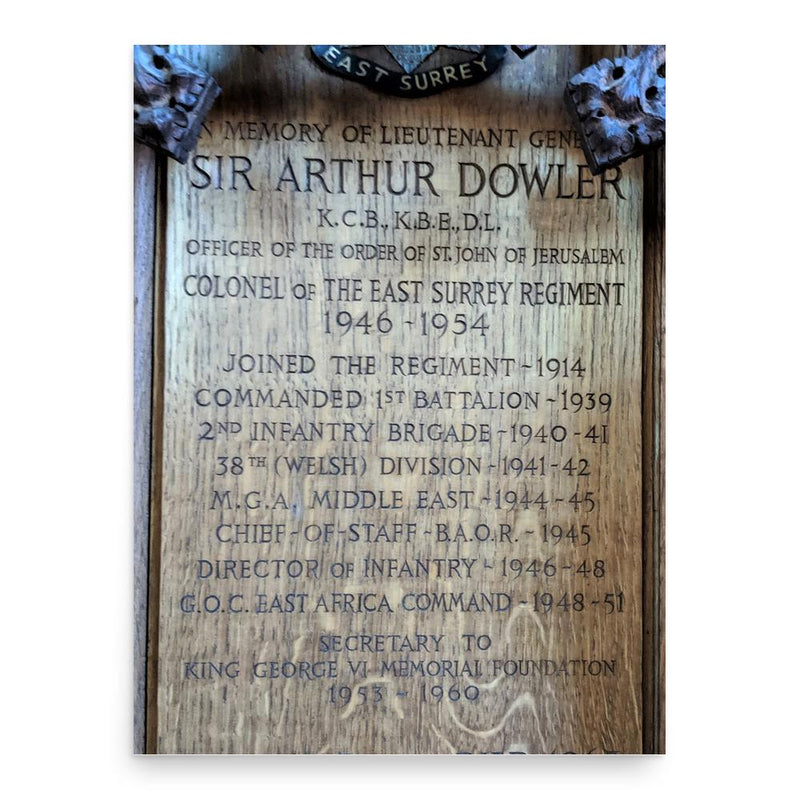 EAST SURREY
IN MEMORY OF LIEUTENANT
SIR ARTHUR DOWLER
K.C.B., K.B.E., D.L.
OFFICER OF THE ORDER OF ST. JOHN OF JERUSALEM
COLONEL OF THE EAST SURREY REGIMENT
1946 - 1954
JOINED THE REGIMENT - 1914
COMMANDED 1ST BATTALION - 1939
2ND INFANTRY BRIGADE - 1940-41
38TH (WELSH) DIVISION - 1941-42
M.G.A. MIDDLE EAST - 1944-45
CHIEF-OF-STAFF - B.A.O.R. - 1945
DIRECTOR OF INFANTRY - 1946-48
G.O.C. EAST AFRICA COMMAND - 1948-51
SECRETARY TO
KING GEORGE VI MEMORIAL FOUNDATION
1953 - 1960